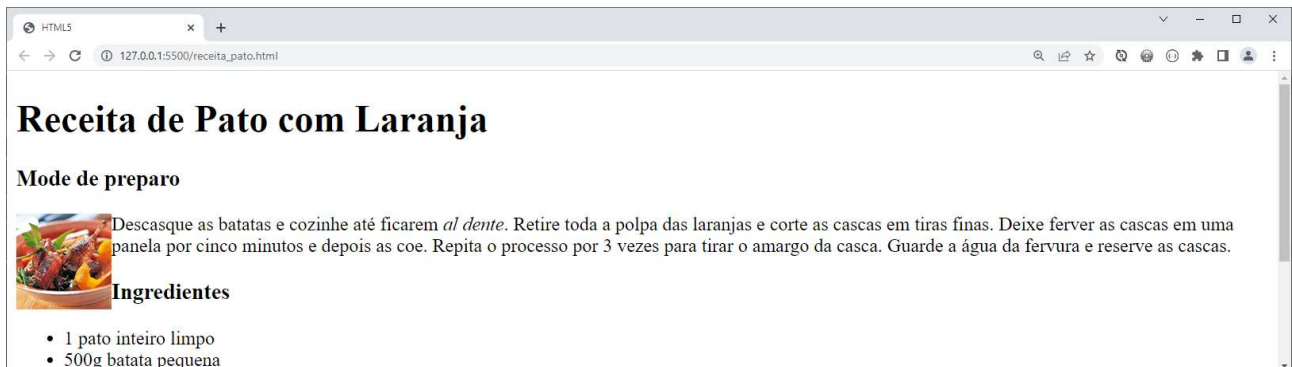 HTML5
127.0.0.1:5500/receita_pato.html
Receita de Pato com Laranja
Mode de preparo
Descasque as batatas e cozinhe até ficarem al dente. Retire toda a polpa das laranjas e corte as cascas em tiras finas. Deixe ferver as cascas em uma
panela por cinco minutos e depois as coe. Repita o processo por 3 vezes para tirar o amargo da casca. Guarde a água da fervura e reserve as cascas.
Ingredientes
• 1 pato inteiro limpo
• 500g batata pequena